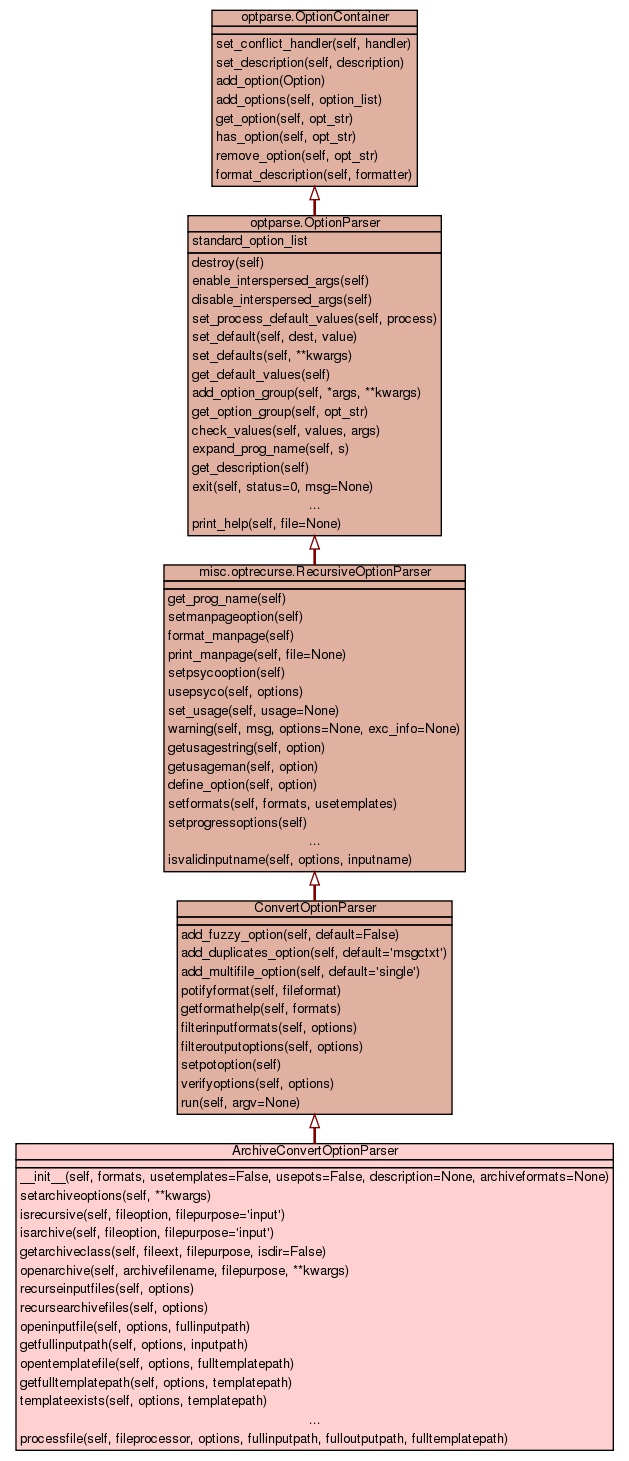 optparse.OptionContainer
set_conflict_handler(self, handler)
set_description(self, description)
add_option(Option)
add_options(self, option_list)
get_option(self, opt_str)
has_option(self, opt_str)
remove_option(self, opt_str)
format_description(self, formatter)
optparse.OptionParser
standard_option_list
destroy(self)
enable_interspersed_args(self)
disable_interspersed_args(self)
set_process_default_values(self, process)
set_default(self, dest, value)
set_defaults(self, **kwargs)
get_default_values(self)
add_option_group(self, *args, **kwargs)
get_option_group(self, opt_str)
check_values(self, values, args)
expand_prog_name(self, s)
get_description(self)
exit(self, status=0, msg=None)
...
print_help(self, file=None)
misc.optrecurse.RecursiveOptionParser
get_prog_name(self)
setmanpageoption(self)
format_manpage(self)
print_manpage(self, file=None)
setpsycooption(self)
usepsyco(self, options)
set_usage(self, usage=None)
warning(self, msg, options=None, exc_info=None)
getusagestring(self, option)
getusageman(self, option)
define_option(self, option)
setformats(self, formats, usetemplates)
setprogressoptions(self)
...
isvalidinputname(self, options, inputname)
ConvertOptionParser
add_fuzzy_option(self, default=False)
add_duplicates_option(self, default='msgctxt')
add_multifile_option(self, default='single')
potifyformat(self, fileformat)
getformathelp(self, formats)
filterinputformats(self, options)
filteroutputoptions(self, options)
setpotoption(self)
verifyoptions(self, options)
run(self, argv=None)
ArchiveConvertOptionParser
__init__(self, formats, usetemplates=False, usepots=False, description=None, archiveformats=None)
setarchiveoptions(self, **kwargs)
isrecursive(self, fileoption, filepurpose='input')
isarchive(self, fileoption, filepurpose='input')
getarchiveclass(self, fileext, filepurpose, isdir=False)
openarchive(self, archivefilename, filepurpose, **kwargs)
recurseinputfiles(self, options)
recursearchivefiles(self, options)
openinputfile(self, options, fullinputpath)
getfullinputpath(self, options, inputpath)
opentemplatefile(self, options, fulltemplatepath)
getfulltemplatepath(self, options, templatepath)
templateexists(self, options, templatepath)
...
processfile(self, fileprocessor, options, fullinputpath, fulloutputpath, fulltemplatepath)